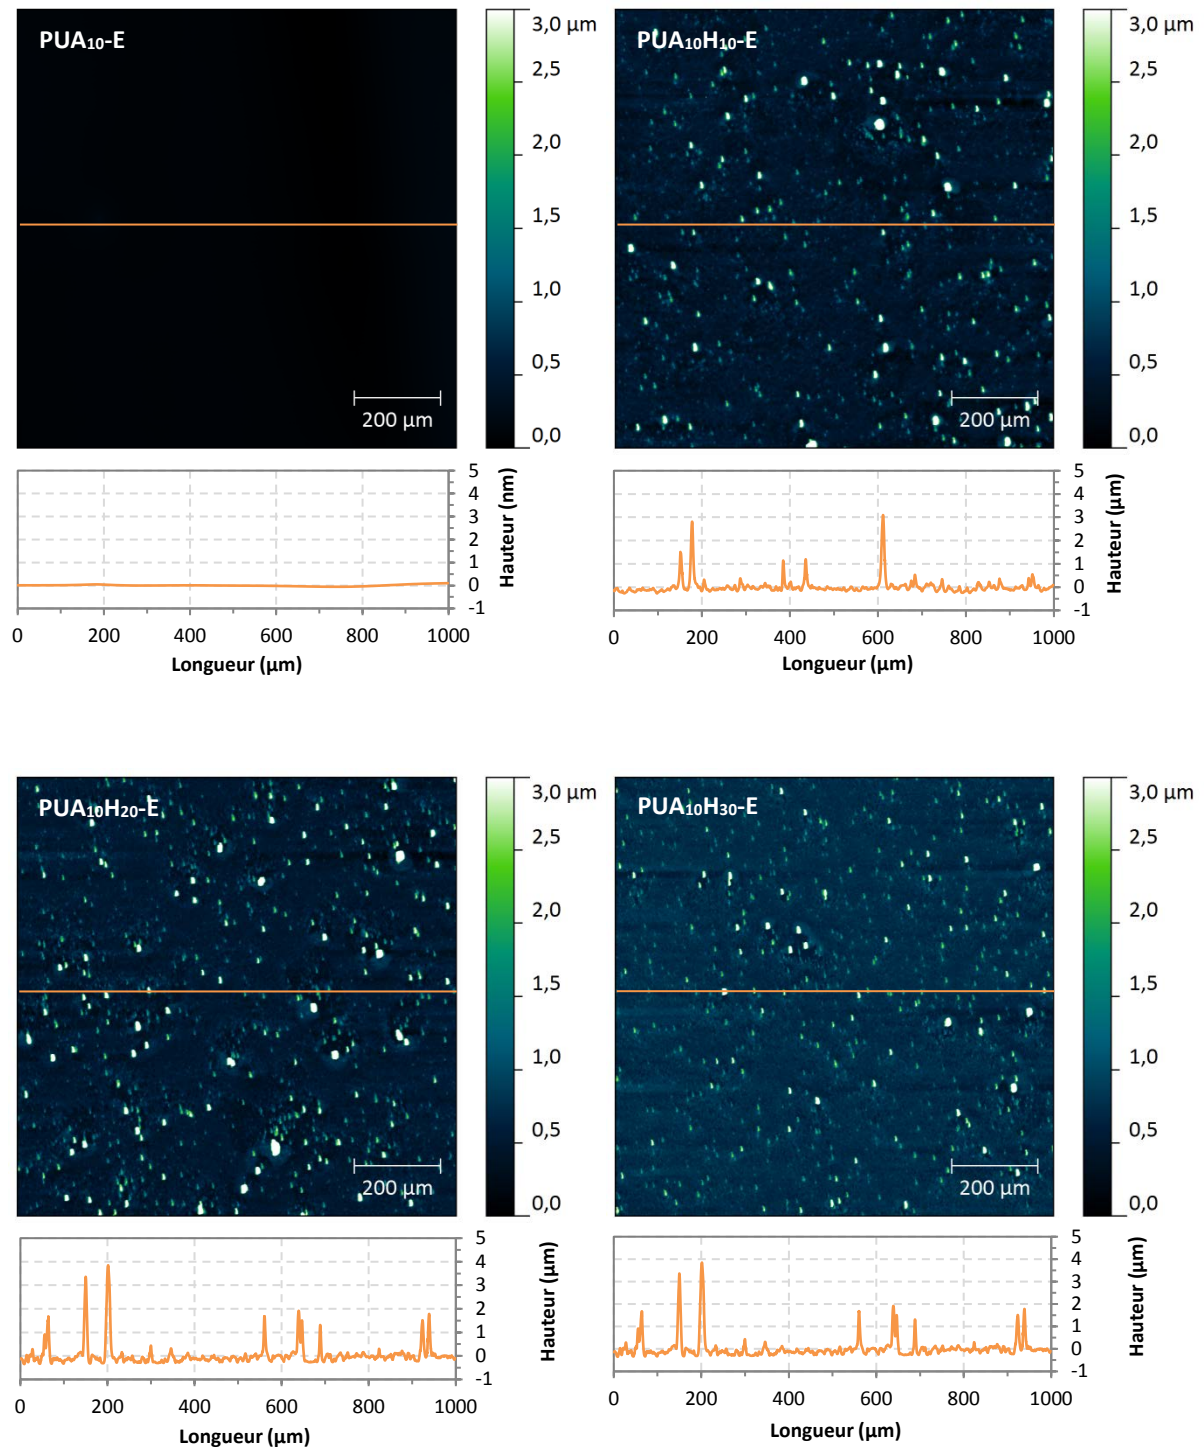 PUA₁₀-E
3,0 µm
2,5
2,0
1,5
1,0
0,5
0,0
200 µm
5
4
3
2
1
0
-1
Hauteur (nm)
0 200 400 600 800 1000
Longueur (µm)
PUA₁₀H₁₀-E
3,0 µm
2,5
2,0
1,5
1,0
0,5
0,0
200 µm
5
4
3
2
1
0
-1
Hauteur (µm)
0 200 400 600 800 1000
Longueur (µm)
PUA₁₀H₂₀-E
3,0 µm
2,5
2,0
1,5
1,0
0,5
0,0
200 µm
5
4
3
2
1
0
-1
Hauteur (µm)
0 200 400 600 800 1000
Longueur (µm)
PUA₁₀H₃₀-E
3,0 µm
2,5
2,0
1,5
1,0
0,5
0,0
200 µm
5
4
3
2
1
0
-1
Hauteur (µm)
0 200 400 600 800 1000
Longueur (µm)